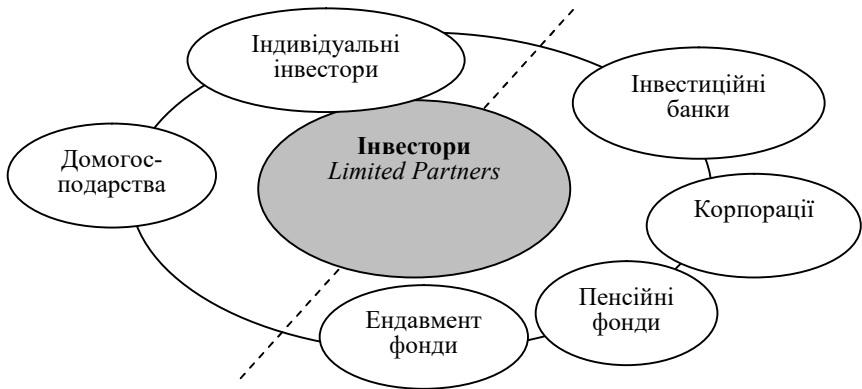 Індивідуальні
інвестори
Інвестиційні
банки
Інвестори
Limited Partners
Домогос-
подарства
Корпорації
Пенсійні
фонди
Ендавмент
фонди